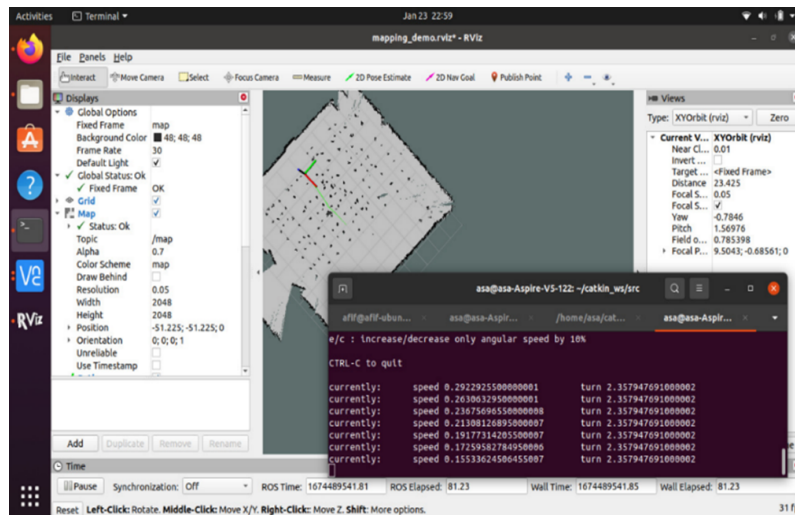 Activities
Terminal
Jan 23 22:59
mapping_demo.rviz* - RViz
File Panels Help
Interact Move Camera Select Focus Camera Measure 2D Pose Estimate 2D Nav Goal Publish Point
Displays
Global Options
Fixed Frame map
Background Color 48; 48; 48
Frame Rate 30
Default Light
Global Status: Ok
Fixed Frame OK
Grid
Map
Status: Ok
Topic /map
Alpha 0.7
Color Scheme map
Draw Behind
Resolution 0.05
Width 2048
Height 2048
Position -51.225; -51.225; 0
Orientation 0; 0; 0; 1
Unreliable
Use Timestamp
Add Duplicate Remove Rename
Views
Type: XYOrbit (rviz) Zero
Current V... XYOrbit (rviz)
Near Cl... 0.01
Invert ...
Target ... <Fixed Frame>
Distance 23.425
Focal S... 0.05
Focal S...
Yaw -0.7846
Pitch 1.56976
Field o... 0.785398
Focal P... 9.5043; -0.68561; 0
asa@asa-Aspire-V5-122: ~/catkin_ws/src
afif@afif-ubun... asa@asa-Aspir... /home/asa/cat... asa@asa-Aspir...
e/c : increase/decrease only angular speed by 10%
CTRL-C to quit
currently: speed 0.2922925500000001 turn 2.357947691000002
currently: speed 0.2630632950000001 turn 2.357947691000002
currently: speed 0.23675696550000008 turn 2.357947691000002
currently: speed 0.21308126895000007 turn 2.357947691000002
currently: speed 0.19177314205500007 turn 2.357947691000002
currently: speed 0.17259582784950006 turn 2.357947691000002
currently: speed 0.15533624506455007 turn 2.357947691000002
Time
Pause Synchronization: Off ROS Time: 1674489541.81 ROS Elapsed: 81.23 Wall Time: 1674489541.85 Wall Elapsed: 81.23
Reset Left-Click: Rotate. Middle-Click: Move X/Y. Right-Click:: Move Z. Shift: More options.
RViz